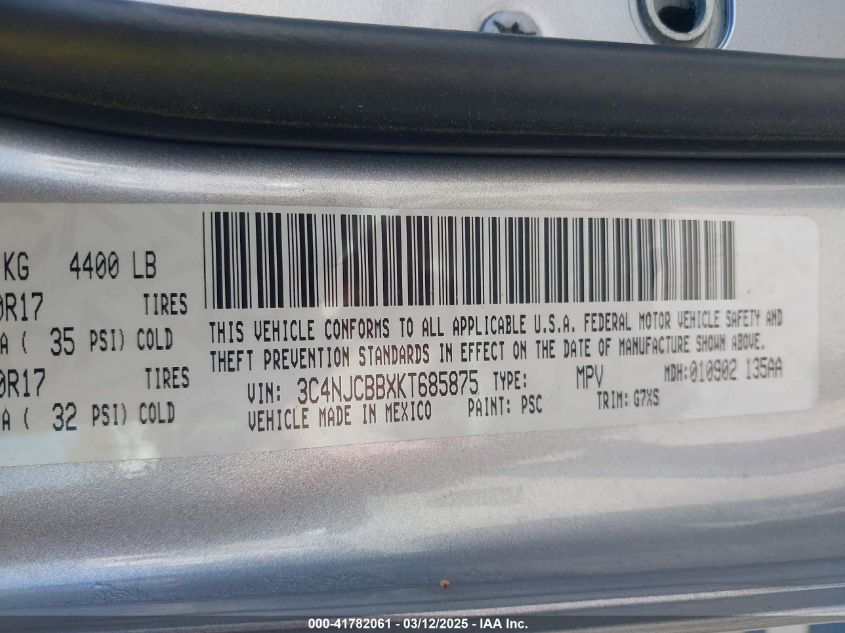 KG 4400 LB
0R17 TIRES
A ( 35 PSI) COLD
0R17 TIRES
A ( 32 PSI) COLD
THIS VEHICLE CONFORMS TO ALL APPLICABLE U.S.A. FEDERAL MOTOR VEHICLE SAFETY AND
THEFT PREVENTION STANDARDS IN EFFECT ON THE DATE OF MANUFACTURE SHOWN ABOVE.
VIN: 3C4NJCBBXKT685875 TYPE: MPV MDH:010902 135AA
VEHICLE MADE IN MEXICO PAINT: PSC TRIM: G7XS
000-41782061 - 03/12/2025 - IAA Inc.